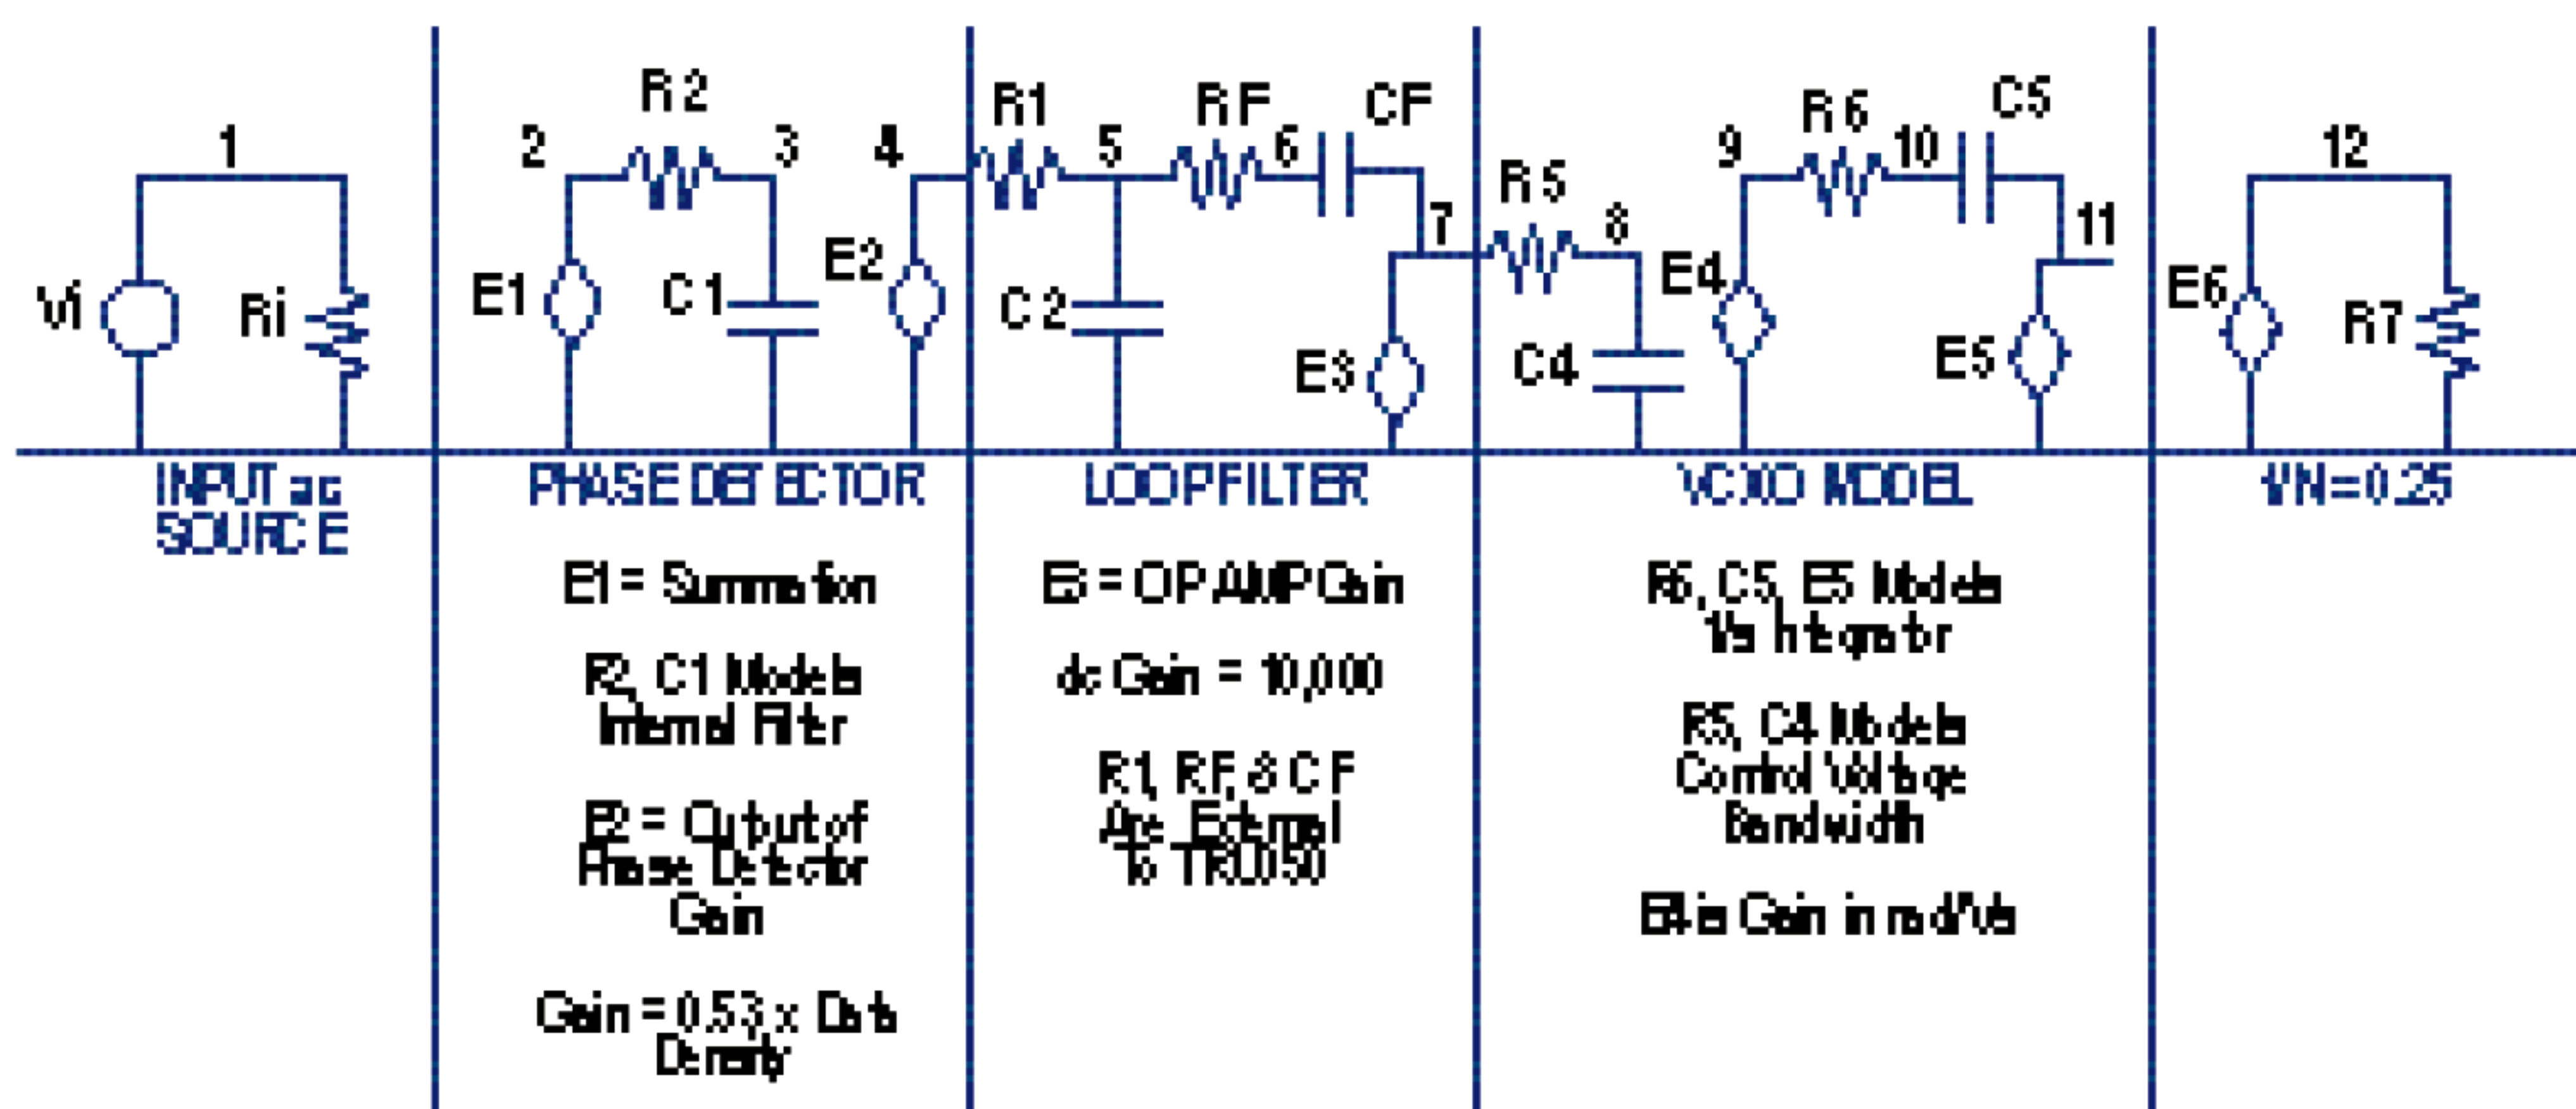 R2
C5
R1
RF
CF
R6
1
2
3
4
5
6
R5
9
10
12
7
8
11
Vi
Ri
E1
C1
E2
C2
E3
C4
E4
E5
E6
R7
INPUT ac
SOURCE
PHASE DETECTOR
LOOP FILTER
VCXO MODEL
1/N = 0.25
E1 = Summation
R2, C1 Models
Internal Filter
E2 = Output of
Phase Detector
Gain
Gain = 0.53 x Data
Density
E3 = OP AMP Gain
dc Gain = 10,000
R1, RF, & CF
Are External
to TRU050
R6, C5, E5 Models
1/s Integrator
R5, C4 Models
Control Voltage
Bandwidth
E4 is Gain in rad/Vs